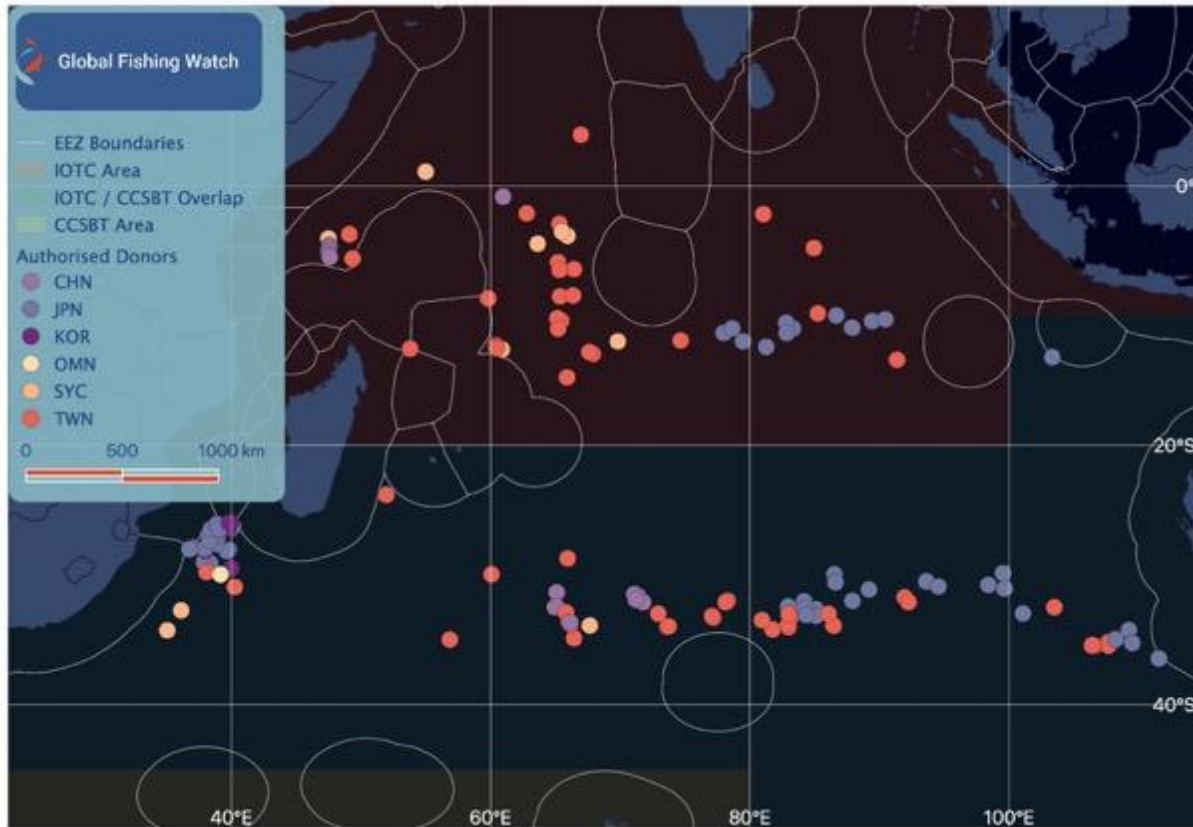 Global Fishing Watch
EEZ Boundaries
IOTC Area
IOTC / CCSBT Overlap
CCSBT Area
Authorised Donors
CHN
JPN
KOR
OMN
SYC
TWN
0 500 1000 km
0°
20°S
40°S
40°E 60°E 80°E 100°E